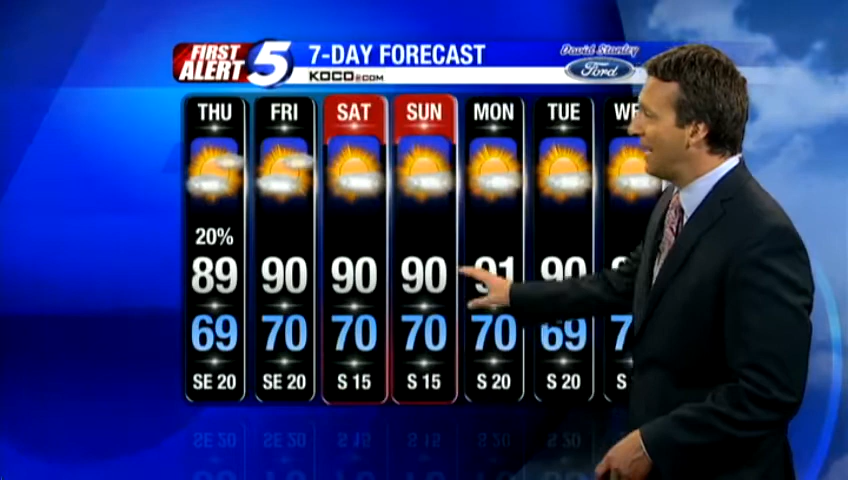 FIRST ALERT 5
7-DAY FORECAST
David Stanley
Ford
KOCO.COM
THU FRI SAT SUN MON TUE
20%
89 90 90 90 91 90
69 70 70 70 70 69
SE 20 SE 20 S 15 S 15 S 20 S 20